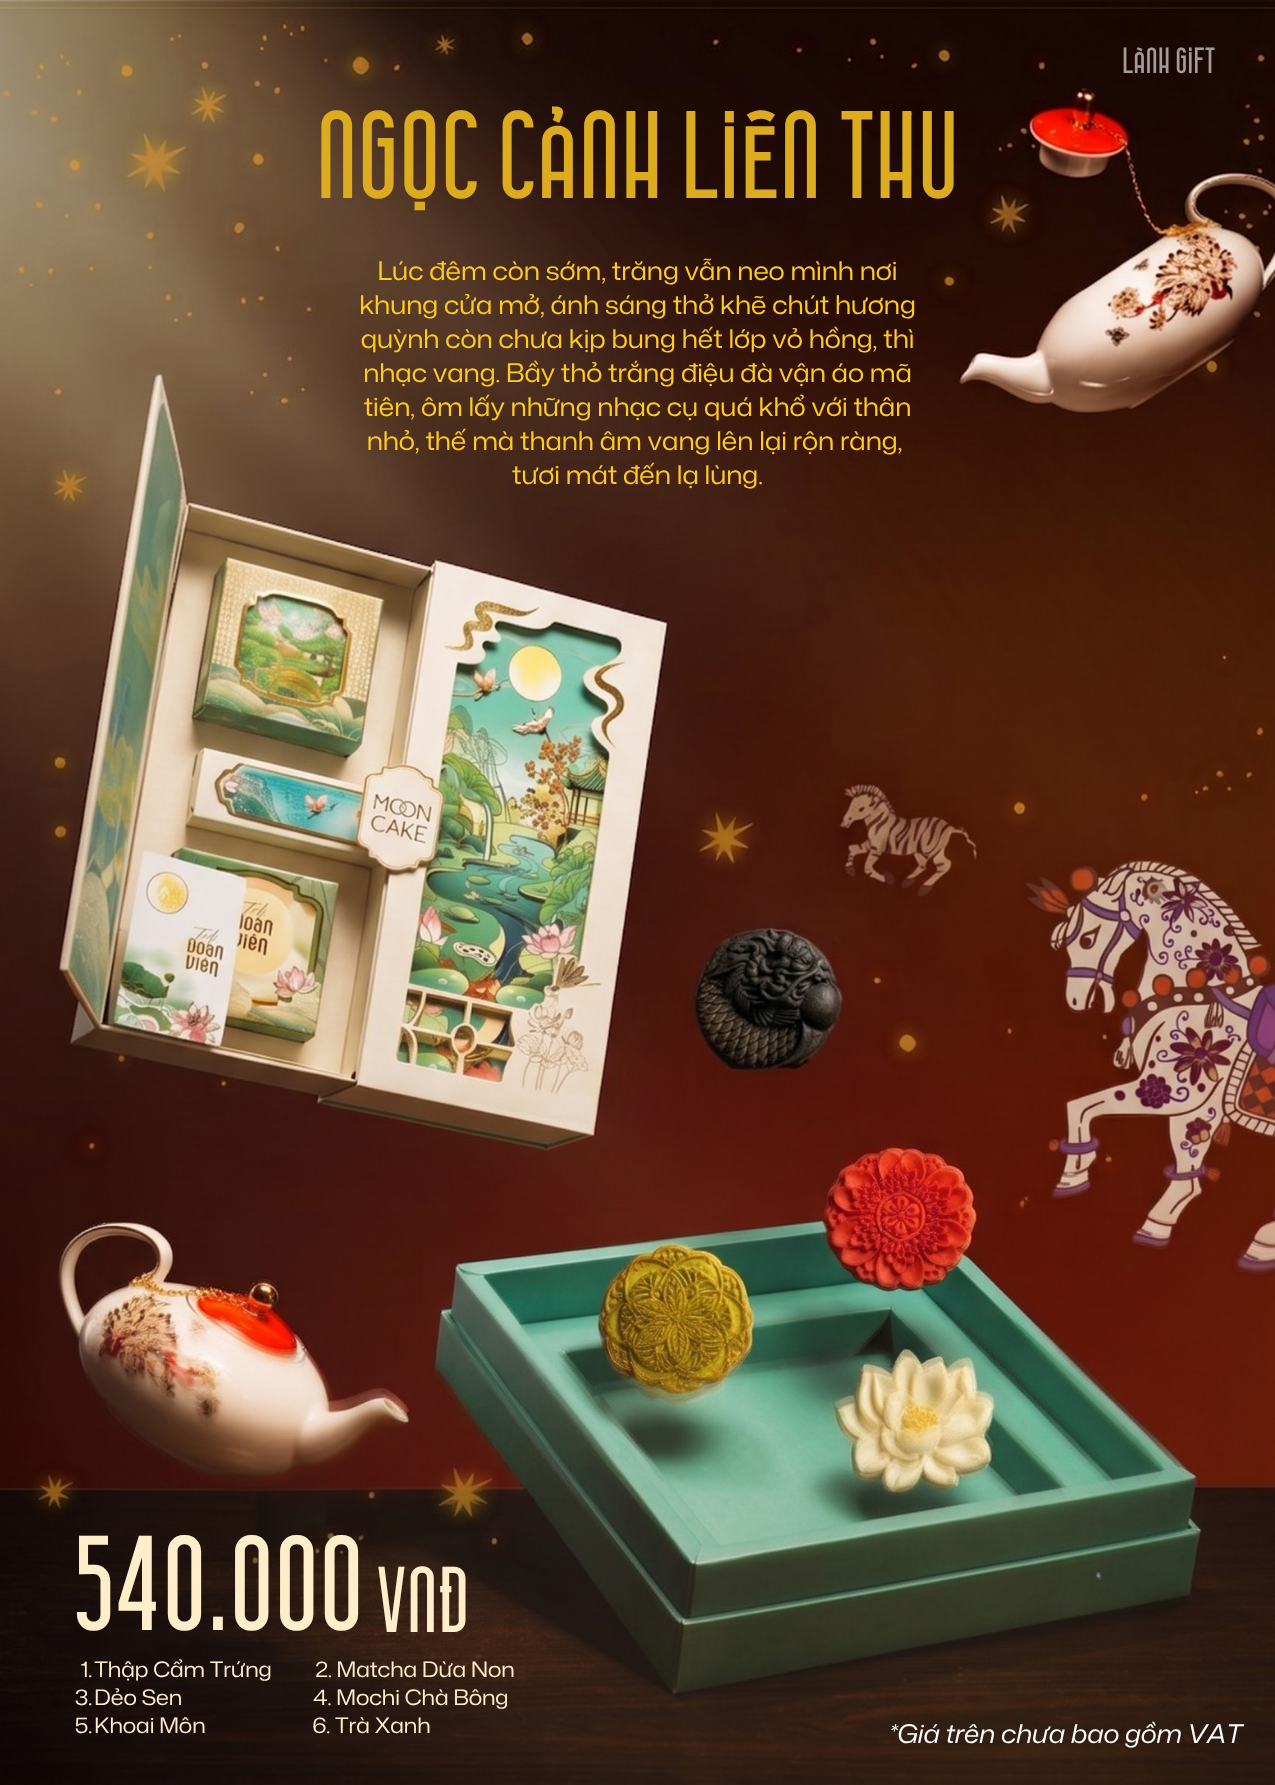 LÀNH GIFT
NGỌC CẢNH LIÊN THU
Lúc đêm còn sớm, trăng vẫn neo mình nơi
khung cửa mở, ánh sáng thở khẽ chút hương
quỳnh còn chưa kịp bung hết lớp vỏ hồng, thì
nhạc vang. Bầy thỏ trắng điệu đà vận áo mã
tiên, ôm lấy những nhạc cụ quá khổ với thân
nhỏ, thế mà thanh âm vang lên lại rộn ràng,
tươi mát đến lạ lùng.
MOON
CAKE
ĐOÀN
VIÊN
540.000 VNĐ
1.Thập Cẩm Trứng 2. Matcha Dừa Non
3.Dẻo Sen 4. Mochi Chà Bông
5.Khoai Môn 6. Trà Xanh
*Giá trên chưa bao gồm VAT